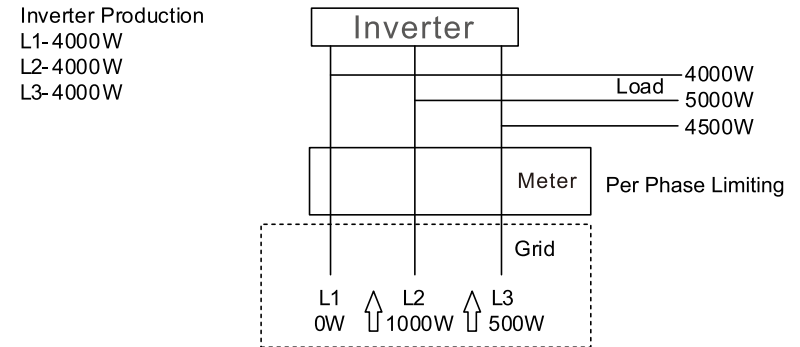 Inverter Production
L1-4000W
L2-4000W
L3-4000W
Inverter
4000W
Load
5000W
4500W
Meter
Per Phase Limiting
Grid
L1 L2 L3
0W 1000W 500W